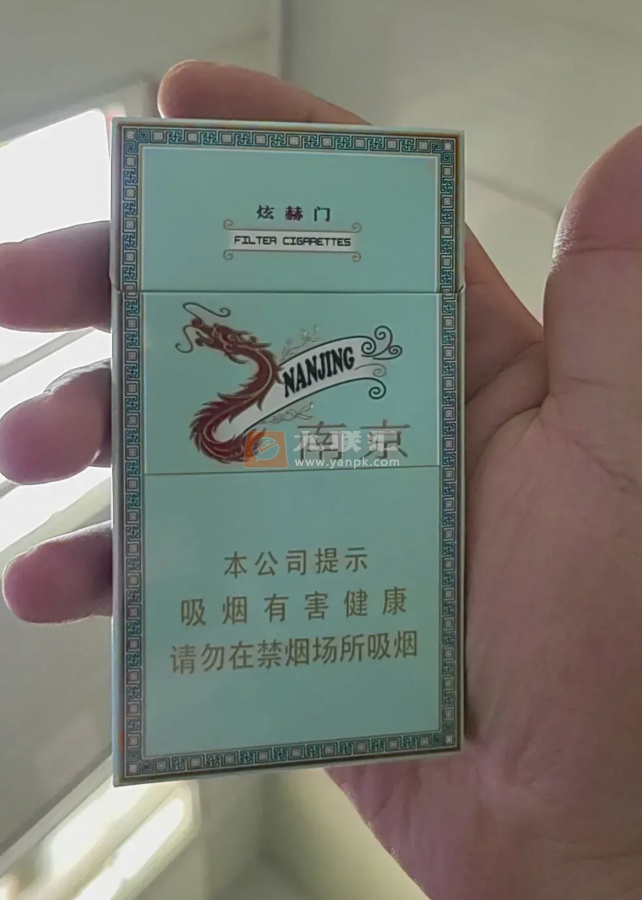 炫赫门
FILTER CIGARETTES
NANJING
南京
www.yanpk.com
本公司提示
吸烟有害健康
请勿在禁烟场所吸烟